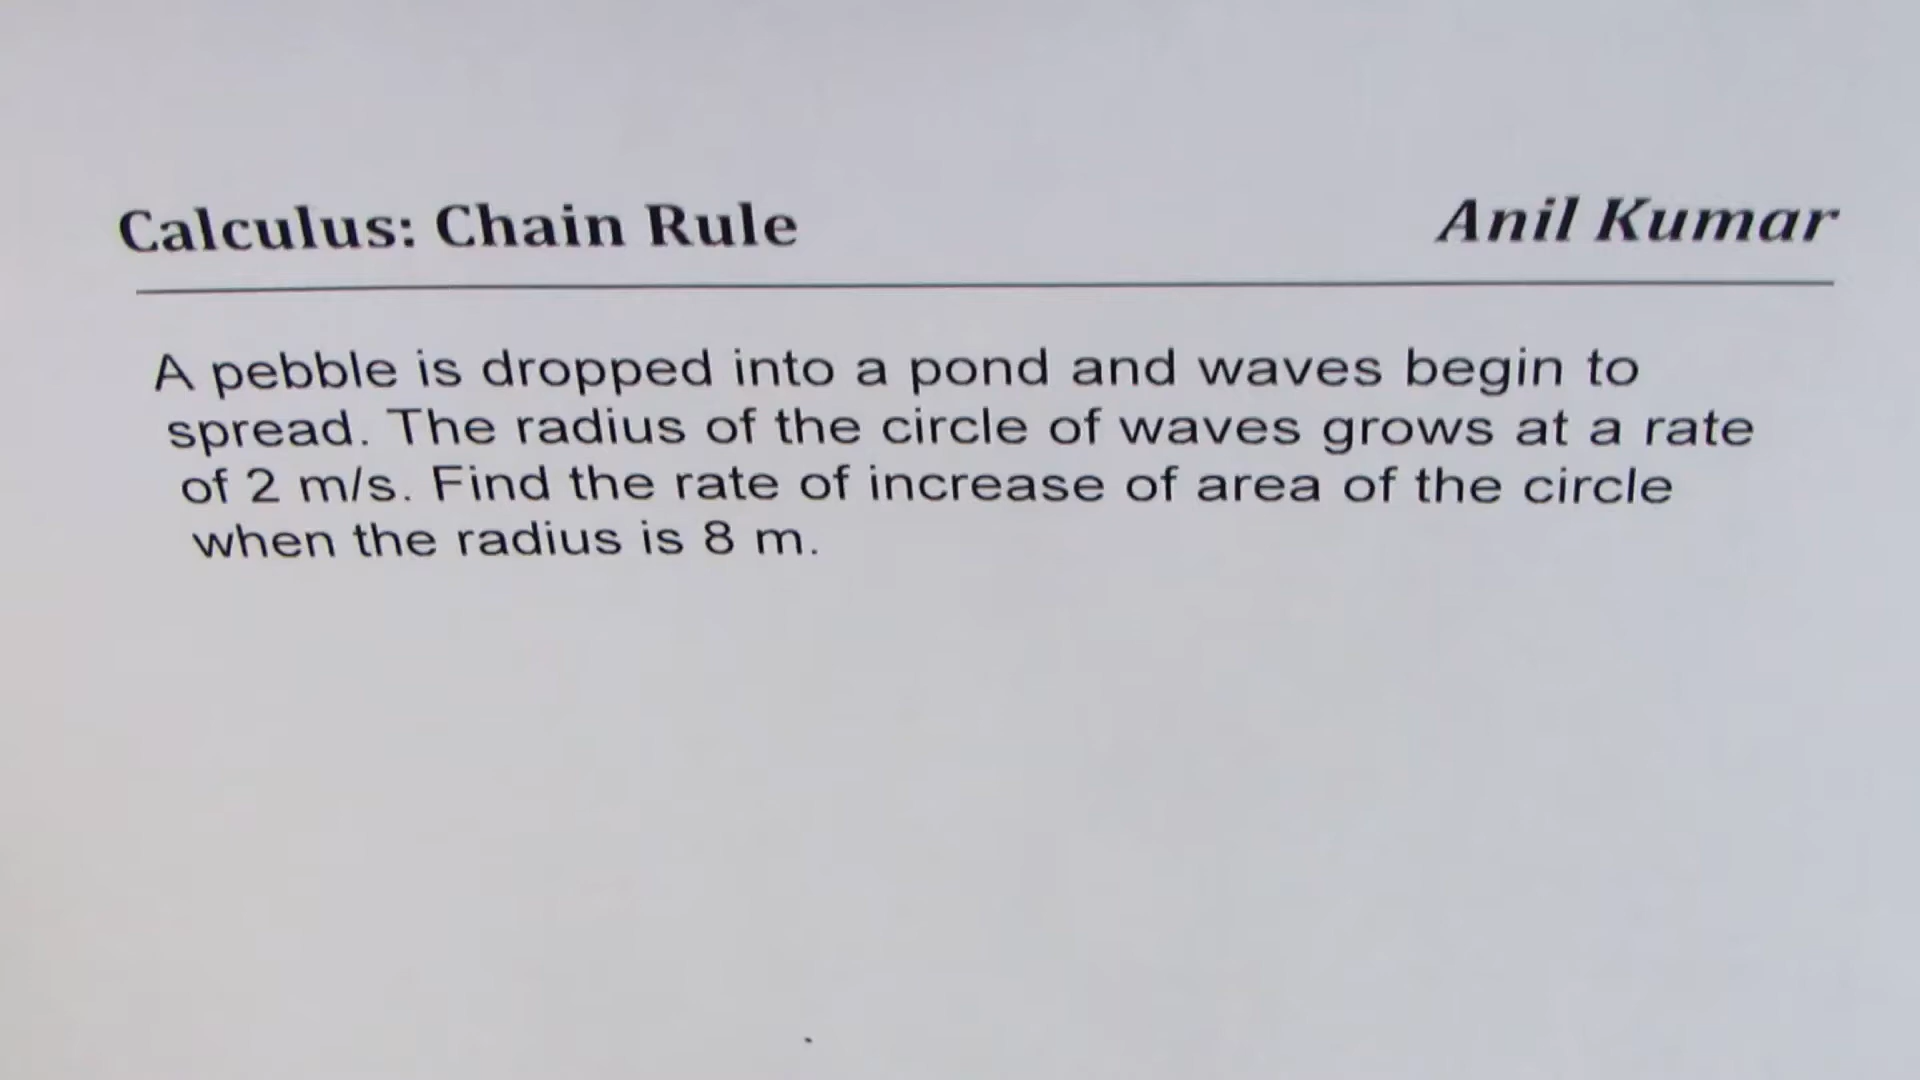 Calculus: Chain Rule Anil Kumar
A pebble is dropped into a pond and waves begin to
spread. The radius of the circle of waves grows at a rate
of 2 m/s. Find the rate of increase of area of the circle
when the radius is 8 m.